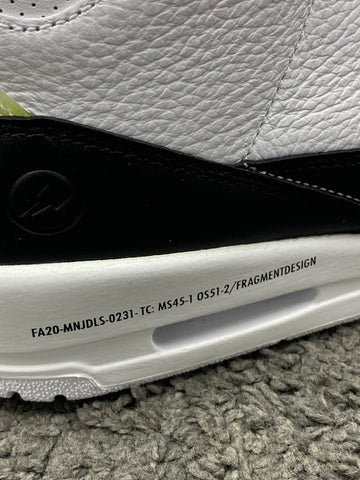 FA20-MNJDLS-0231-TC: MS45-1 OS51-2/FRAGMENTDESIGN